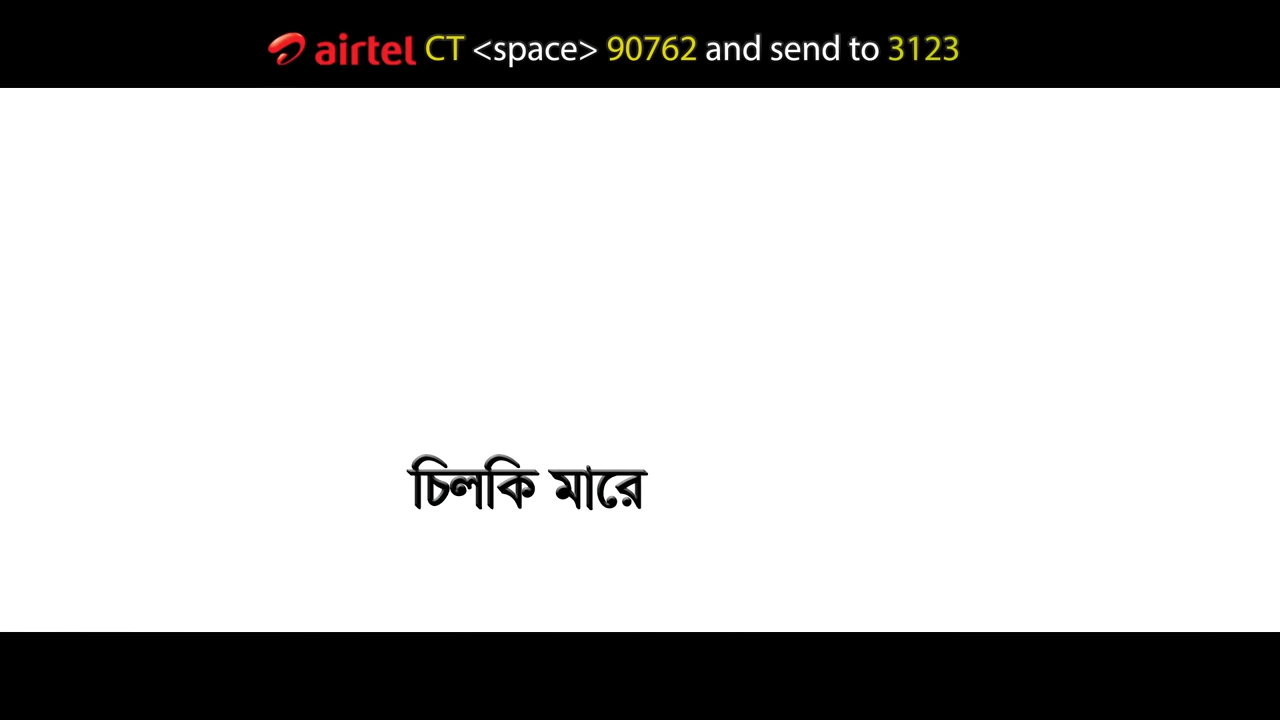 airtel CT <space> 90762 and send to 3123
চিলকি মারে